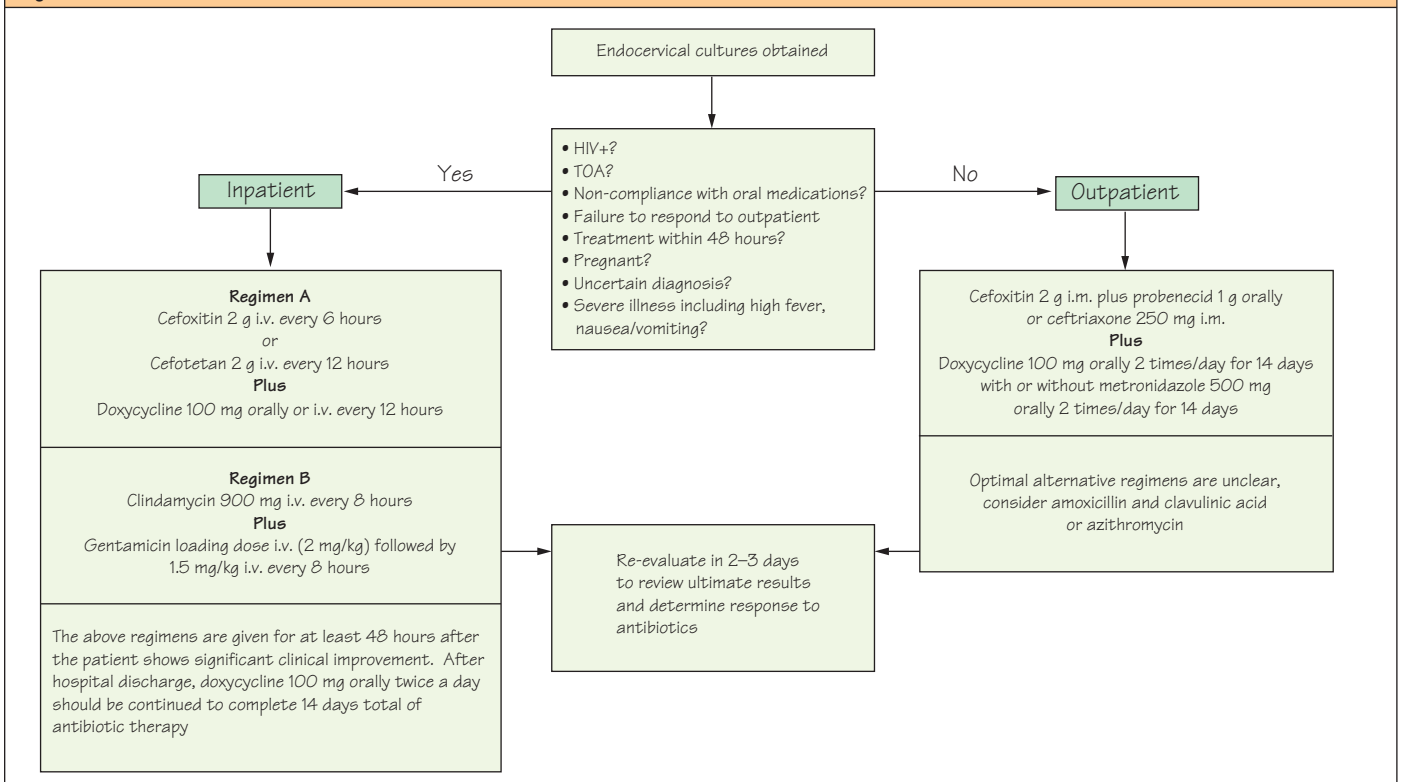 Endocervical cultures obtained
• HIV+?
• TOA?
• Non-compliance with oral medications?
• Failure to respond to outpatient
• Treatment within 48 hours?
• Pregnant?
• Uncertain diagnosis?
• Severe illness including high fever,
nausea/vomiting?
Yes
No
Inpatient
Outpatient
Regimen A
Cefoxitin 2 g i.v. every 6 hours
or
Cefotetan 2 g i.v. every 12 hours
Plus
Doxycycline 100 mg orally or i.v. every 12 hours
Regimen B
Clindamycin 900 mg i.v. every 8 hours
Plus
Gentamicin loading dose i.v. (2 mg/kg) followed by
1.5 mg/kg i.v. every 8 hours
The above regimens are given for at least 48 hours after
the patient shows significant clinical improvement. After
hospital discharge, doxycycline 100 mg orally twice a day
should be continued to complete 14 days total of
antibiotic therapy
Cefoxitin 2 g i.m. plus probenecid 1 g orally
or ceftriaxone 250 mg i.m.
Plus
Doxycycline 100 mg orally 2 times/day for 14 days
with or without metronidazole 500 mg
orally 2 times/day for 14 days
Optimal alternative regimens are unclear,
consider amoxicillin and clavulinic acid
or azithromycin
Re-evaluate in 2–3 days
to review ultimate results
and determine response to
antibiotics